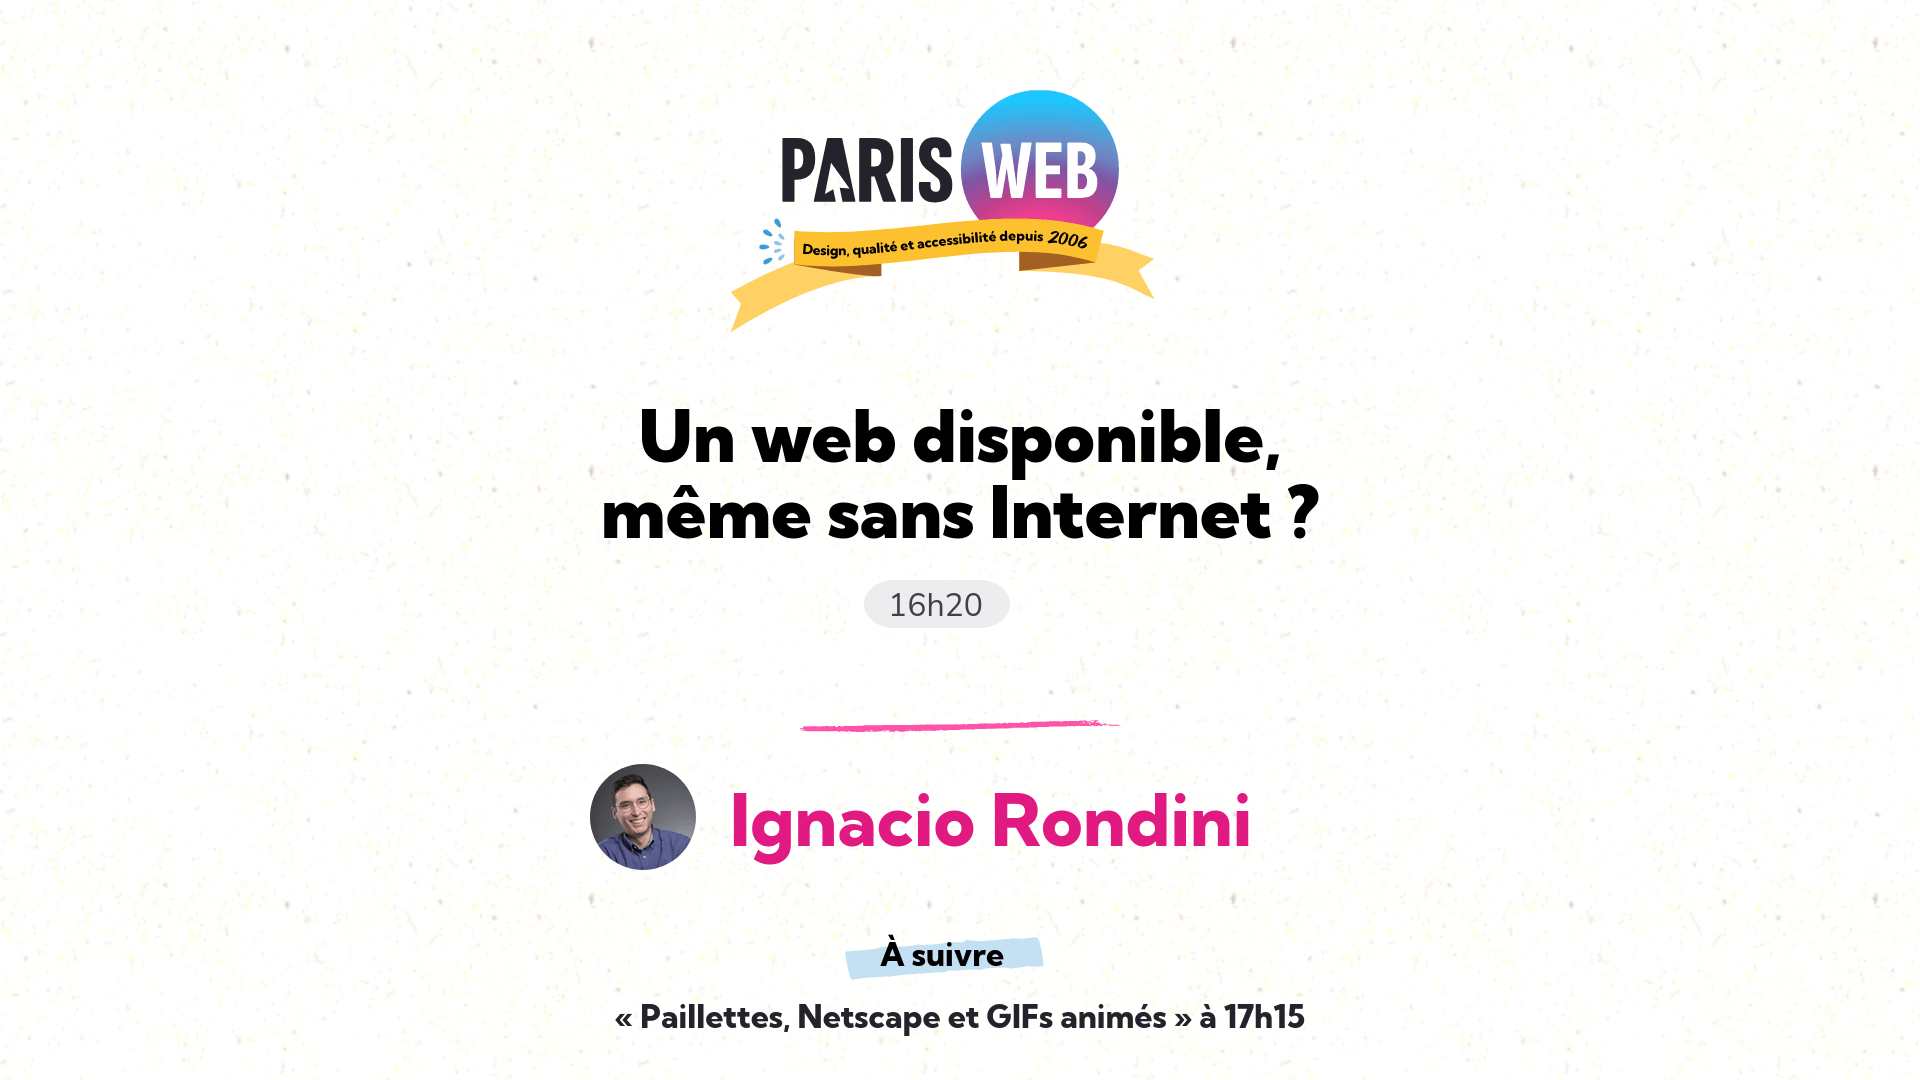 PARIS WEB
Design, qualité et accessibilité depuis 2006
Un web disponible,
même sans Internet ?
16h20
Ignacio Rondini
À suivre
« Paillettes, Netscape et GIFs animés » à 17h15